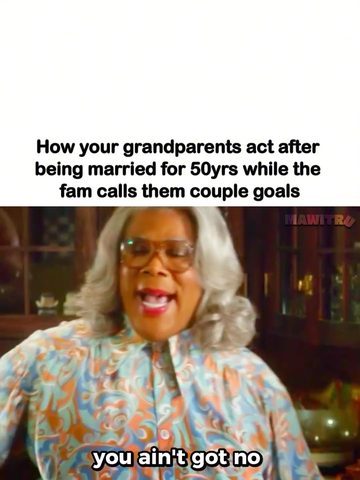 How your grandparents act after
being married for 50yrs while the
fam calls them couple goals
MAWITRU
you ain't got no